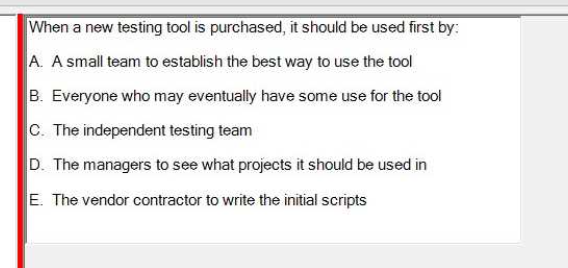 When a new testing tool is purchased, it should be used first by:
A. A small team to establish the best way to use the tool
B. Everyone who may eventually have some use for the tool
C. The independent testing team
D. The managers to see what projects it should be used in
E. The vendor contractor to write the initial scripts